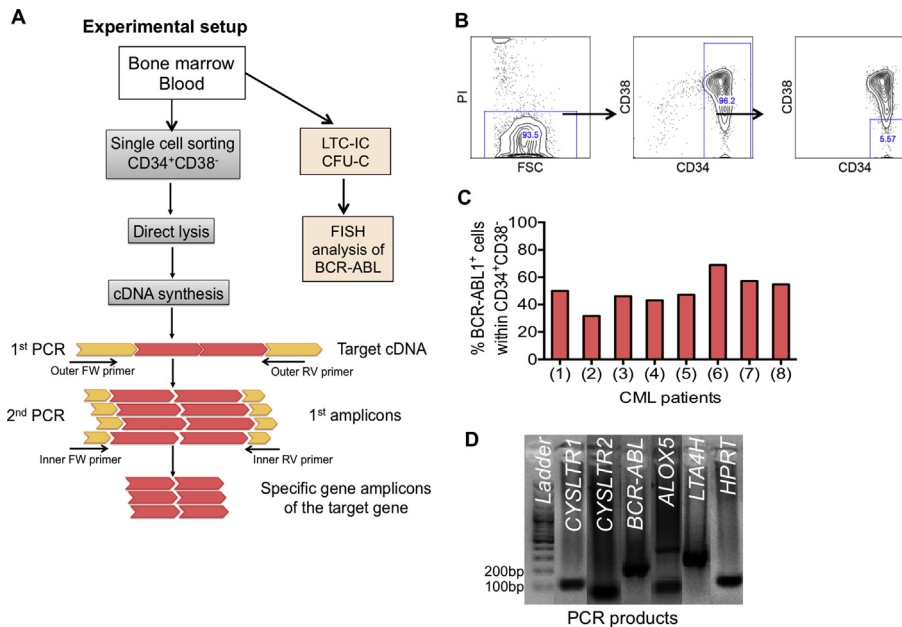 A
Experimental setup
Bone marrow
Blood
Single cell sorting
CD34⁺CD38⁻
LTC-IC
CFU-C
Direct lysis
FISH
analysis of
BCR-ABL
cDNA synthesis
1st PCR
Target cDNA
Outer FW primer
Outer RV primer
2nd PCR
1st amplicons
Inner FW primer
Inner RV primer
Specific gene amplicons
of the target gene
B
PI
93.5
FSC
CD38
96.2
CD34
CD38
5.57
CD34
C
% BCR-ABL1⁺ cells
within CD34⁺CD38⁻
100
80
60
40
20
0
(1) (2) (3) (4) (5) (6) (7) (8)
CML patients
D
Ladder
CYSLTR1
CYSLTR2
BCR-ABL
ALOX5
LTA4H
HPRT
200bp
100bp
PCR products